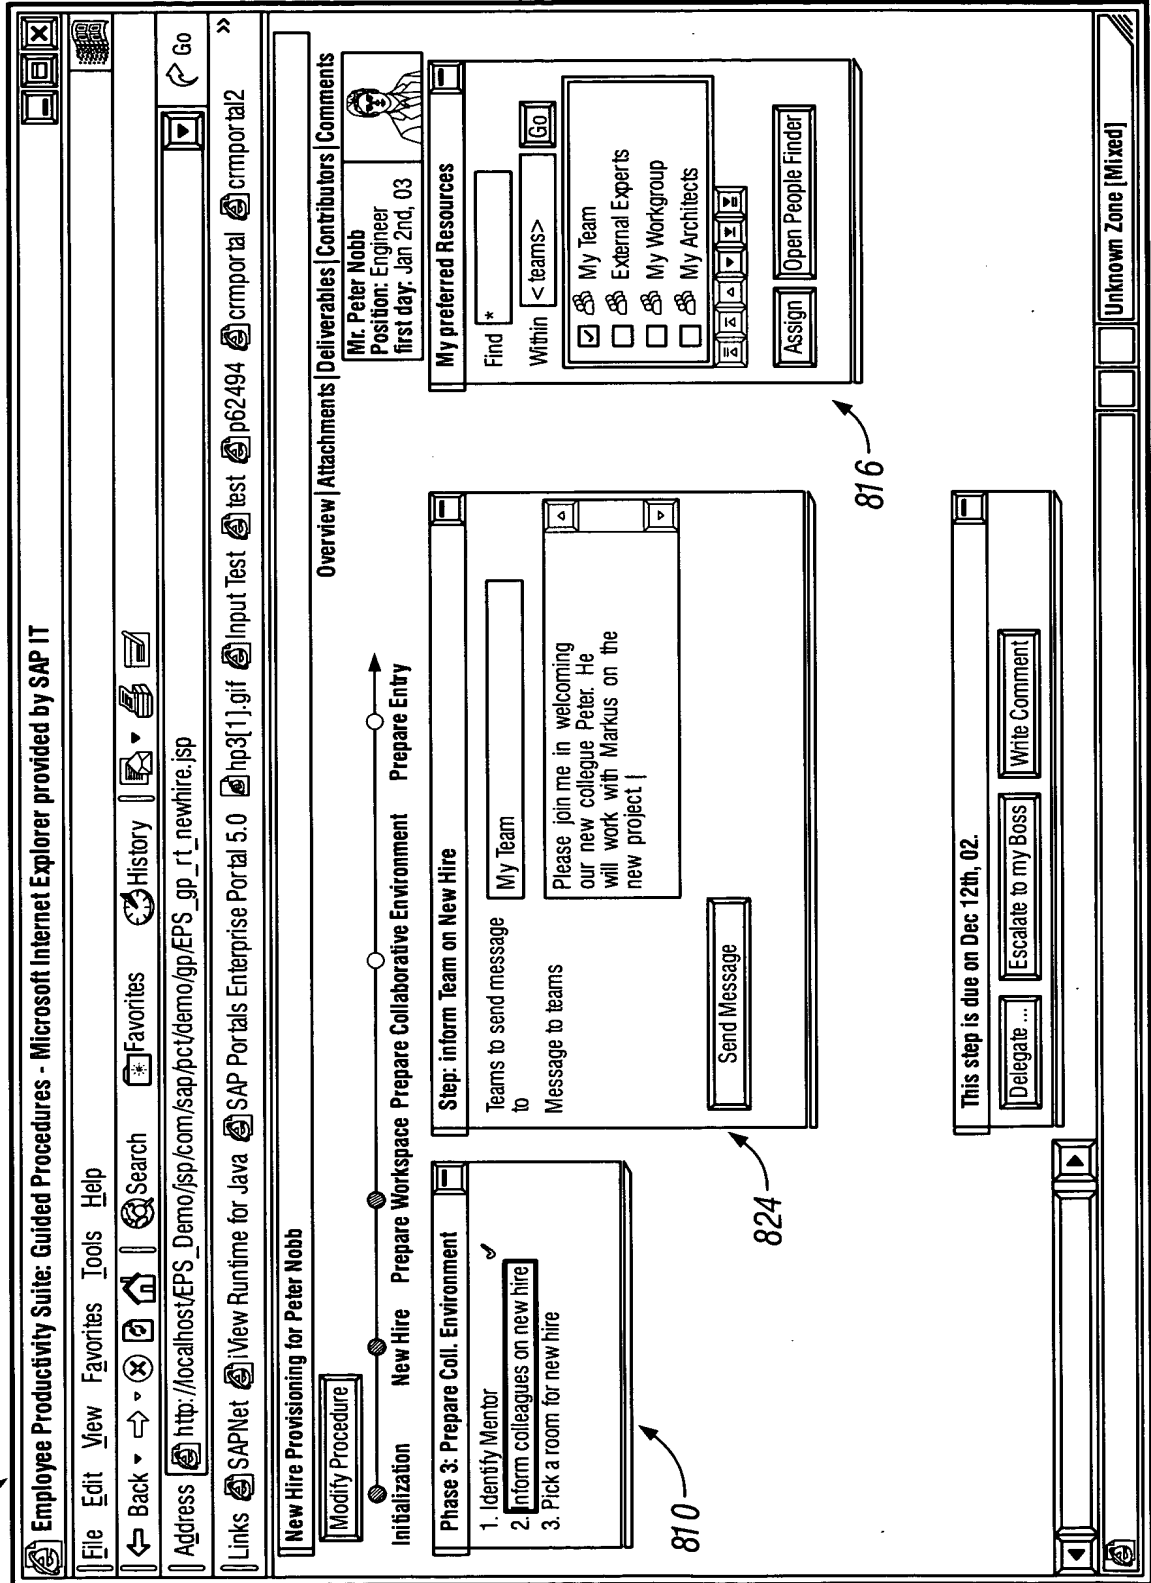 Employee Productivity Suite: Guided Procedures - Microsoft Internet Explorer provided by SAP IT
File Edit View Favorites Tools Help
Back Search Favorites History
Address http://localhost/EPS_Demo/jsp/com/sap/pct/demo/gp/EPS_gp_rt_newhire.jsp Go
Links SAPNet iView Runtime for Java SAP Portals Enterprise Portal 5.0 hp3[1].gif Input Test test p62494 crmportal crmportal2 »
New Hire Provisioning for Peter Nobb
Modify Procedure
Overview | Attachments | Deliverables | Contributors | Comments
Mr. Peter Nobb
Position: Engineer
first day: Jan 2nd, 03
Initialization New Hire Prepare Workspace Prepare Collaborative Environment Prepare Entry
Phase 3: Prepare Coll. Environment
1. Identify Mentor
2. Inform colleagues on new hire
3. Pick a room for new hire
810
Step: inform Team on New Hire
Teams to send message
to
My Team
Message to teams
Please join me in welcoming
our new collegue Peter. He
will work with Markus on the
new project. |
Send Message
824
My preferred Resources
Find *
Within <teams> Go
My Team
External Experts
My Workgroup
My Architects
Assign Open People Finder
816
This step is due on Dec 12th, 02.
Delegate ... Escalate to my Boss Write Comment
Unknown Zone [Mixed]